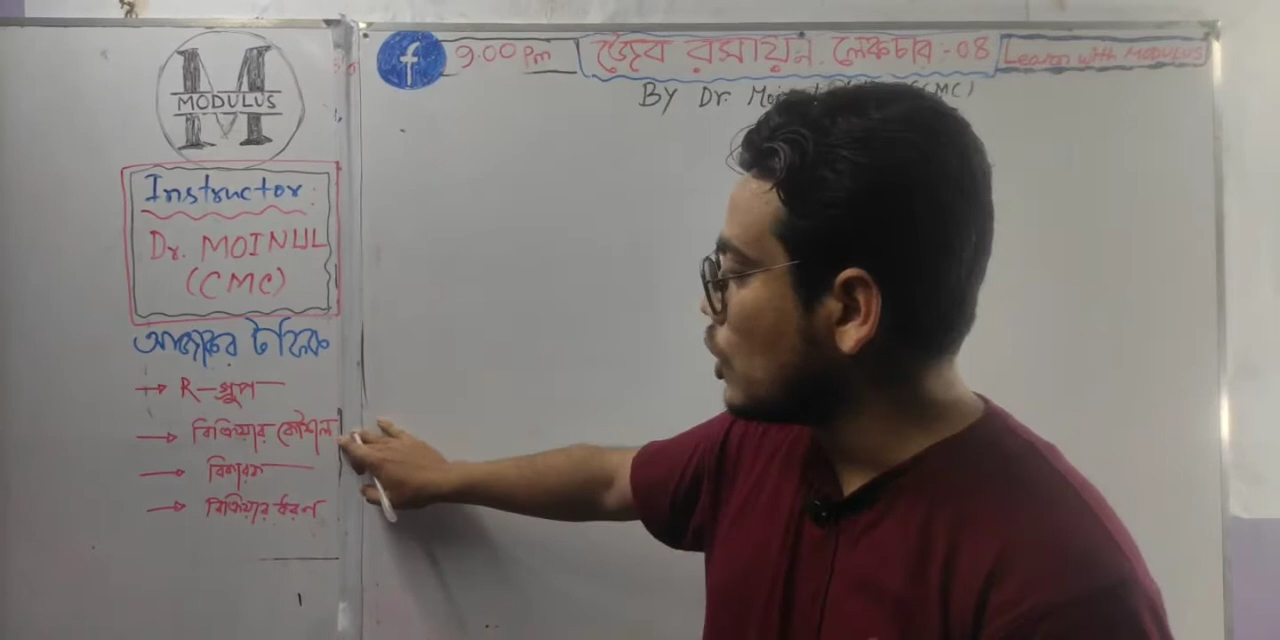 M
MODULUS
Instructor:
Dr. MOINUL
(CMC)
আজকের টপিক
→ R-গ্রুপ
→ বিক্রিয়ার কৌশল
→ বিকারক
→ বিক্রিয়ার ধরণ
f 9.00 Pm জৈব রসায়ন. লেকচার:-08 Learn with MODULUS
By Dr.